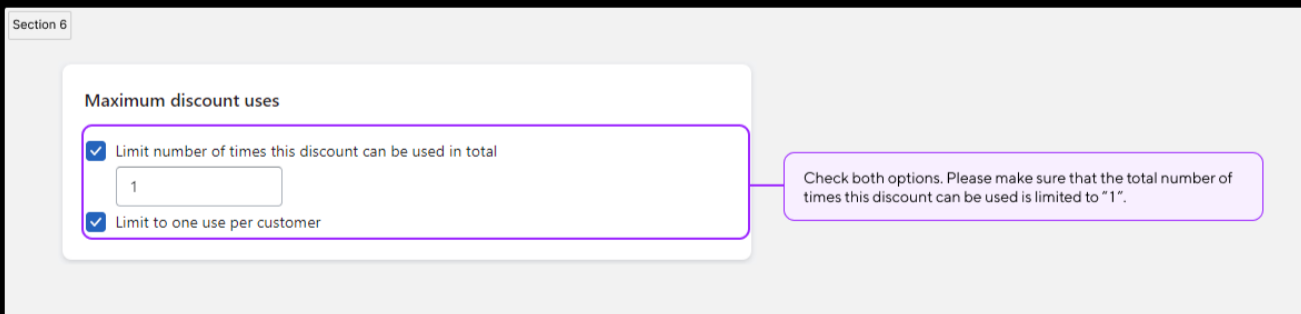 Section 6
Maximum discount uses
Limit number of times this discount can be used in total
1
Limit to one use per customer
Check both options. Please make sure that the total number of
times this discount can be used is limited to “1”.